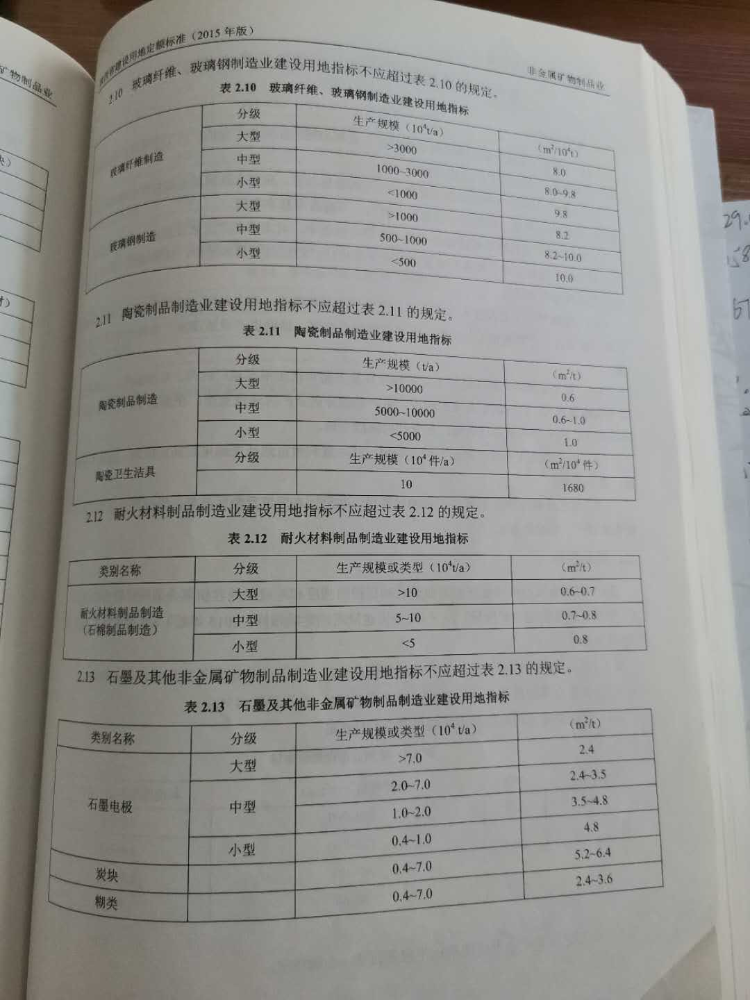 建设用地定额标准（2015 年版）
非金属矿物制品业
2.10 玻璃纤维、玻璃钢制造业建设用地指标不应超过表 2.10 的规定。
表 2.10 玻璃纤维、玻璃钢制造业建设用地指标
分级 生产规模（10⁴t/a） （m²/10⁴t）
玻璃纤维制造 大型 >3000 8.0
中型 1000~3000 8.0~9.8
小型 <1000 9.8
玻璃钢制造 大型 >1000 8.2
中型 500~1000 8.2~10.0
小型 <500 10.0
2.11 陶瓷制品制造业建设用地指标不应超过表 2.11 的规定。
表 2.11 陶瓷制品制造业建设用地指标
陶瓷制品制造 分级 生产规模（t/a） （m²/t）
大型 >10000 0.6
中型 5000~10000 0.6~1.0
小型 <5000 1.0
陶瓷卫生洁具 分级 生产规模（10⁴ 件/a） （m²/10⁴ 件）
10 1680
2.12 耐火材料制品制造业建设用地指标不应超过表 2.12 的规定。
表 2.12 耐火材料制品制造业建设用地指标
类别名称 分级 生产规模或类型（10⁴t/a） （m²/t）
耐火材料制品制造
（石棉制品制造）
大型 >10 0.6~0.7
中型 5~10 0.7~0.8
小型 <5 0.8
2.13 石墨及其他非金属矿物制品制造业建设用地指标不应超过表 2.13 的规定。
表 2.13 石墨及其他非金属矿物制品制造业建设用地指标
类别名称 分级 生产规模或类型（10⁴ t/a） （m²/t）
石墨电极 大型 >7.0 2.4
中型 2.0~7.0 2.4~3.5
1.0~2.0 3.5~4.8
小型 0.4~1.0 4.8
炭块 0.4~7.0 5.2~6.4
糊类 0.4~7.0 2.4~3.6
矿物制品业